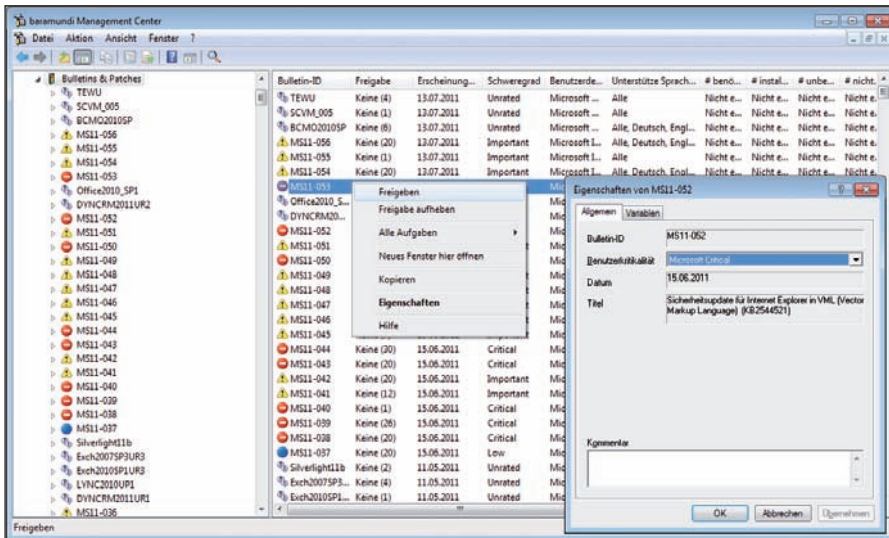 baramundi Management Center
Datei Aktion Ansicht Fenster ?
Bulletins & Patches
TEWU
SCVM_005
BCMO2010SP
MS11-056
MS11-055
MS11-054
MS11-053
Office2010_SP1
DYNCRM2011UR2
MS11-052
MS11-051
MS11-050
MS11-049
MS11-048
MS11-047
MS11-046
MS11-045
MS11-044
MS11-043
MS11-042
MS11-041
MS11-040
MS11-039
MS11-038
MS11-037
Silverlight11b
Exch2007SP3UR3
Exch2010SP1UR3
LYNC2010UP1
DYNCRM2011UR1
MS11-036
Bulletin-ID Freigabe Erscheinung... Schweregrad Benutzerde... Unterstütze Sprach... # benö... # instal... # unbe... # nicht.
TEWU Keine (4) 13.07.2011 Unrated Microsoft ... Alle Nicht e... Nicht e... Nicht e... Nicht e.
SCVM_005 Keine (1) 13.07.2011 Unrated Microsoft ... Alle Nicht e... Nicht e... Nicht e... Nicht e.
BCMO2010SP Keine (6) 13.07.2011 Unrated Microsoft ... Alle, Deutsch, Engl... Nicht e... Nicht e... Nicht e... Nicht e.
MS11-056 Keine (20) 13.07.2011 Important Microsoft I... Alle, Deutsch, Engl... Nicht e... Nicht e... Nicht e... Nicht e.
MS11-055 Keine (1) 13.07.2011 Important Microsoft I... Alle Nicht e... Nicht e... Nicht e... Nicht e.
MS11-054 Keine (20) 13.07.2011 Important Microsoft I... Alle, Deutsch, Engl... Nicht e... Nicht e... Nicht e... Nicht e.
MS11-053
Office2010_S... Mic
DYNCRM20... Mic
MS11-052
MS11-051
MS11-050
MS11-049
MS11-048
MS11-047
MS11-046
MS11-045
MS11-044 Keine (30) 15.06.2011 Critical Mic
MS11-043 Keine (20) 15.06.2011 Critical Mic
MS11-042 Keine (20) 15.06.2011 Important Mic
MS11-041 Keine (12) 15.06.2011 Important Mic
MS11-040 Keine (1) 15.06.2011 Critical Mic
MS11-039 Keine (26) 15.06.2011 Critical Mic
MS11-038 Keine (20) 15.06.2011 Critical Mic
MS11-037 Keine (20) 15.06.2011 Low Mic
Silverlight11b Keine (2) 11.05.2011 Unrated Mic
Exch2007SP3... Keine (4) 11.05.2011 Unrated Mic
Exch2010SP1... Keine (1) 11.05.2011 Unrated Mic
Freigeben
Freigabe aufheben
Alle Aufgaben
Neues Fenster hier öffnen
Kopieren
Eigenschaften
Hilfe
Eigenschaften von MS11-052
Allgemein Variablen
Bulletin-ID MS11-052
Benutzerkritikalität Microsoft Critical
Datum 15.06.2011
Titel Sicherheitsupdate für Internet Explorer in VML (Vector
Markup Language) (KB2544521)
Kommentar
OK Abbrechen Übernehmen
Freigeben